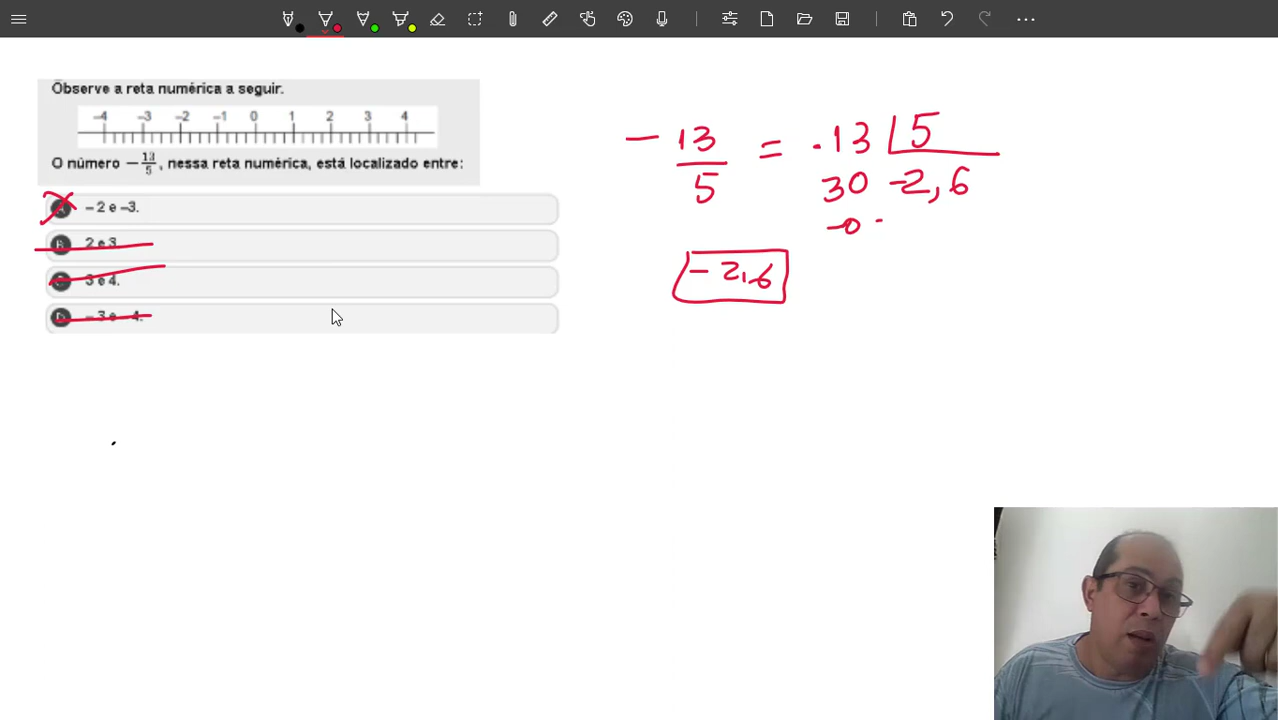 Observe a reta numérica a seguir.
-4 -3 -2 -1 0 1 2 3 4
O número -13/5, nessa reta numérica, está localizado entre:
A - 2 e -3.
B 2 e 3.
C 3 e 4.
D - 3 e -4.
- 13/5 = .13 |5
30 -2,6
-0
-2,6